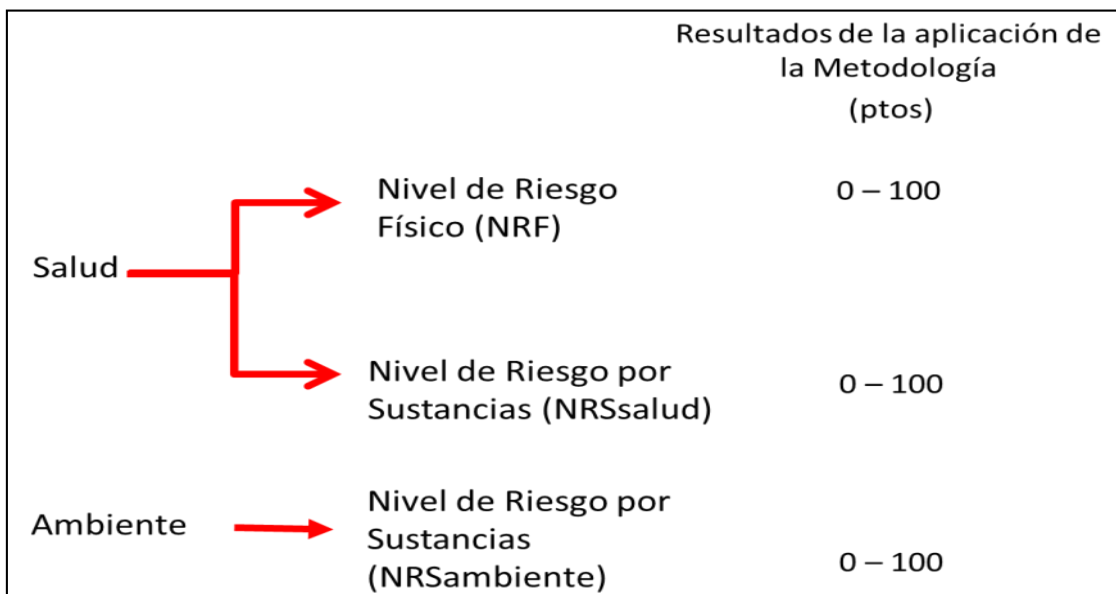 Resultados de la aplicación de
la Metodología
(ptos)
Salud
Nivel de Riesgo
Físico (NRF)
0 – 100
Nivel de Riesgo por
Sustancias (NRSsalud)
0 – 100
Ambiente
Nivel de Riesgo por
Sustancias
(NRSambiente)
0 – 100